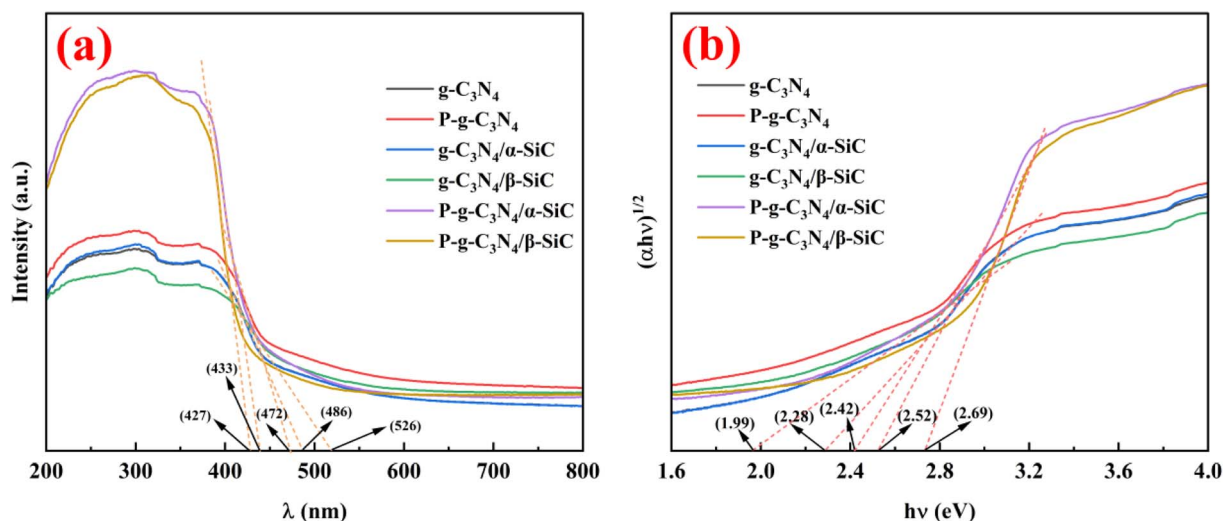 (a)
g-C₃N₄
P-g-C₃N₄
g-C₃N₄/α-SiC
g-C₃N₄/β-SiC
P-g-C₃N₄/α-SiC
P-g-C₃N₄/β-SiC
Intensity (a.u.)
(433)
(427)
(472)
(486)
(526)
200 300 400 500 600 700 800
λ (nm)
(b)
g-C₃N₄
P-g-C₃N₄
g-C₃N₄/α-SiC
g-C₃N₄/β-SiC
P-g-C₃N₄/α-SiC
P-g-C₃N₄/β-SiC
(αhν)¹/²
(1.99)
(2.28)
(2.42)
(2.52)
(2.69)
1.6 2.0 2.4 2.8 3.2 3.6 4.0
hν (eV)